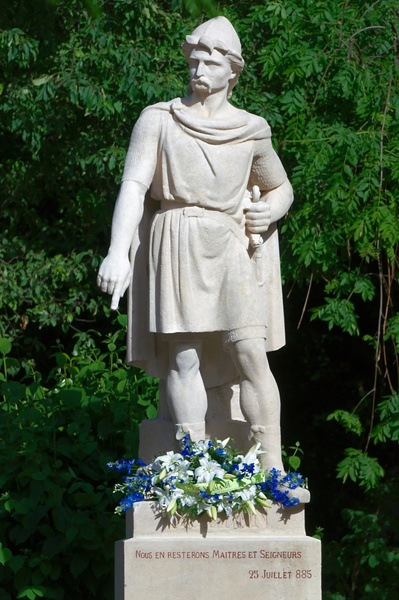 Nous en resterons Maitres et Seigneurs
25 Juillet 885